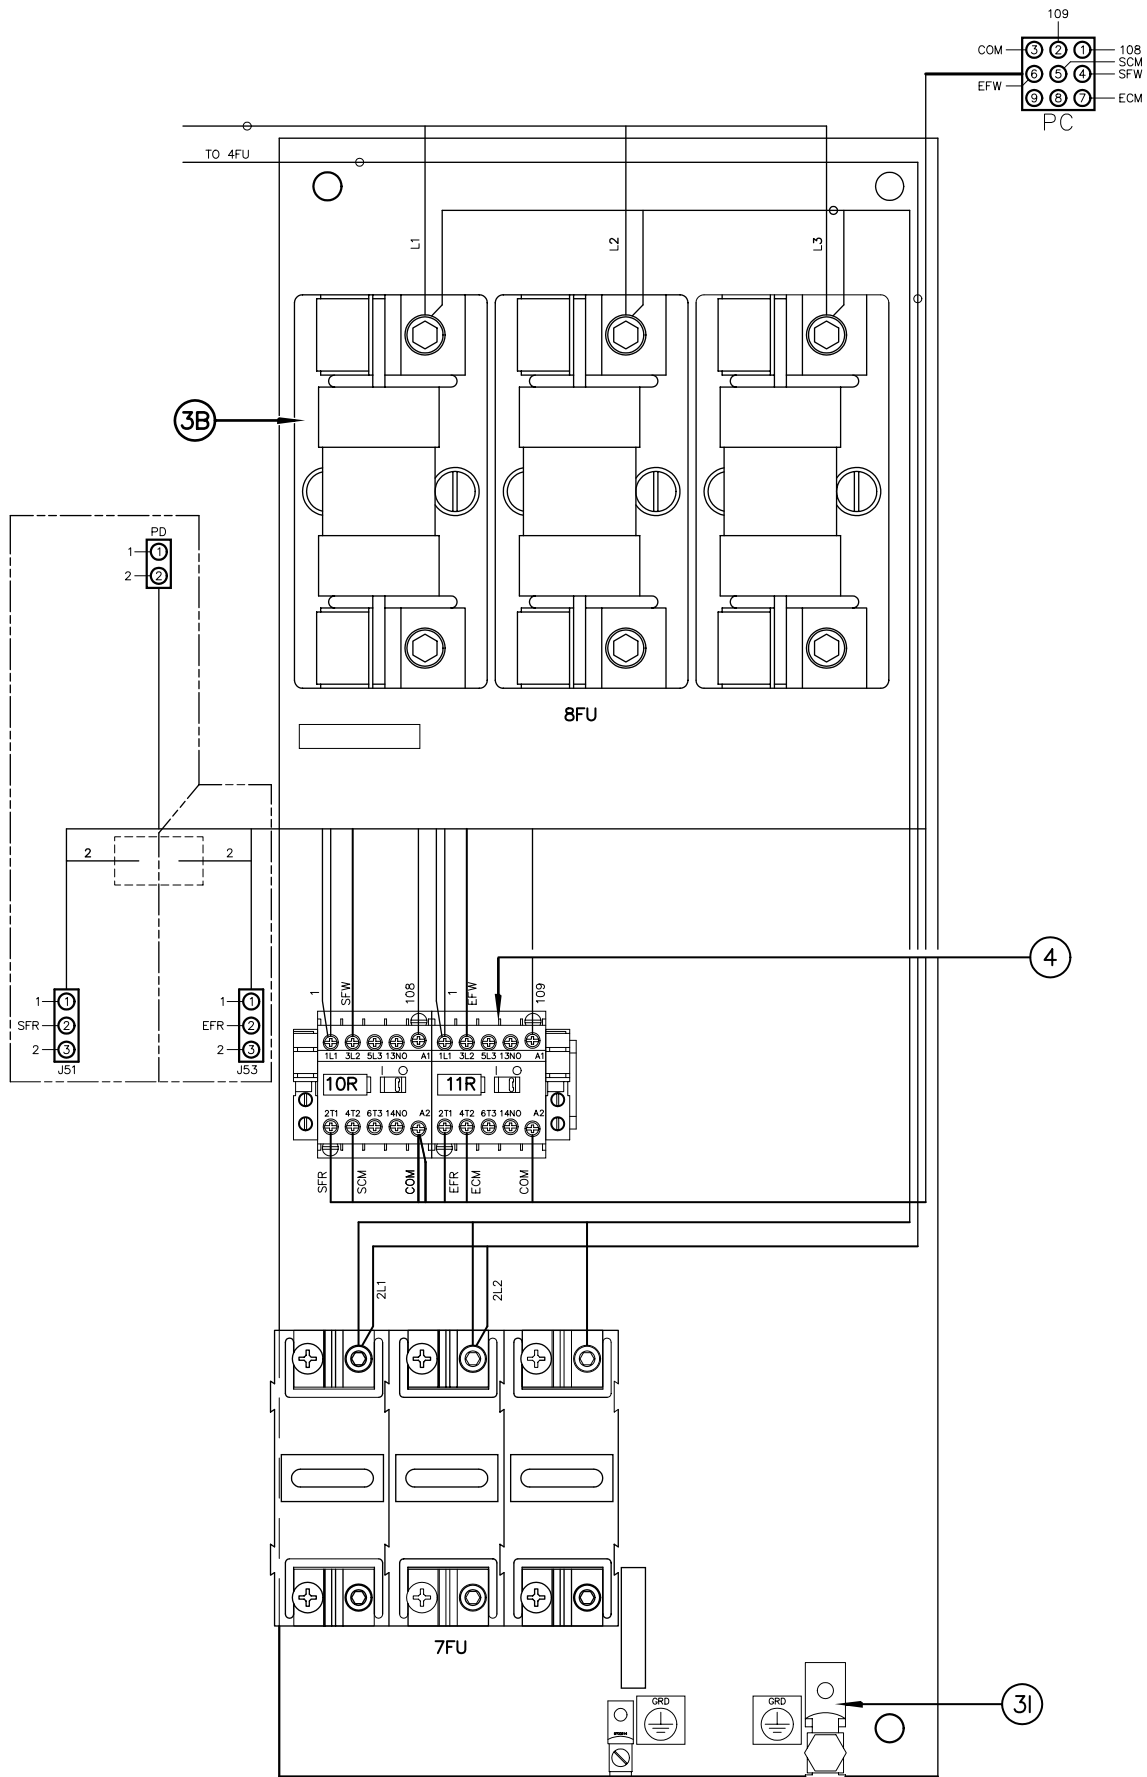 109
COM 3 2 1 108
SCM
6 5 4 SFW
EFW
9 8 7 ECM
PC
TO 4FU
L1 L2 L3
3B
PD
1 1
2 2
8FU
2 2
4
1 SFW 108 1 EFW 109
1 1
SFR 2
2 3
J51
1 1
EFR 2
2 3
J53
1L1 3L2 5L3 13NO A1 1L1 3L2 5L3 13NO A1
10R 11R
2T1 4T2 6T3 14NO A2 2T1 4T2 6T3 14NO A2
SFR SCM COM EFR ECM COM
2L1 2L2
7FU
GRD GRD
3I